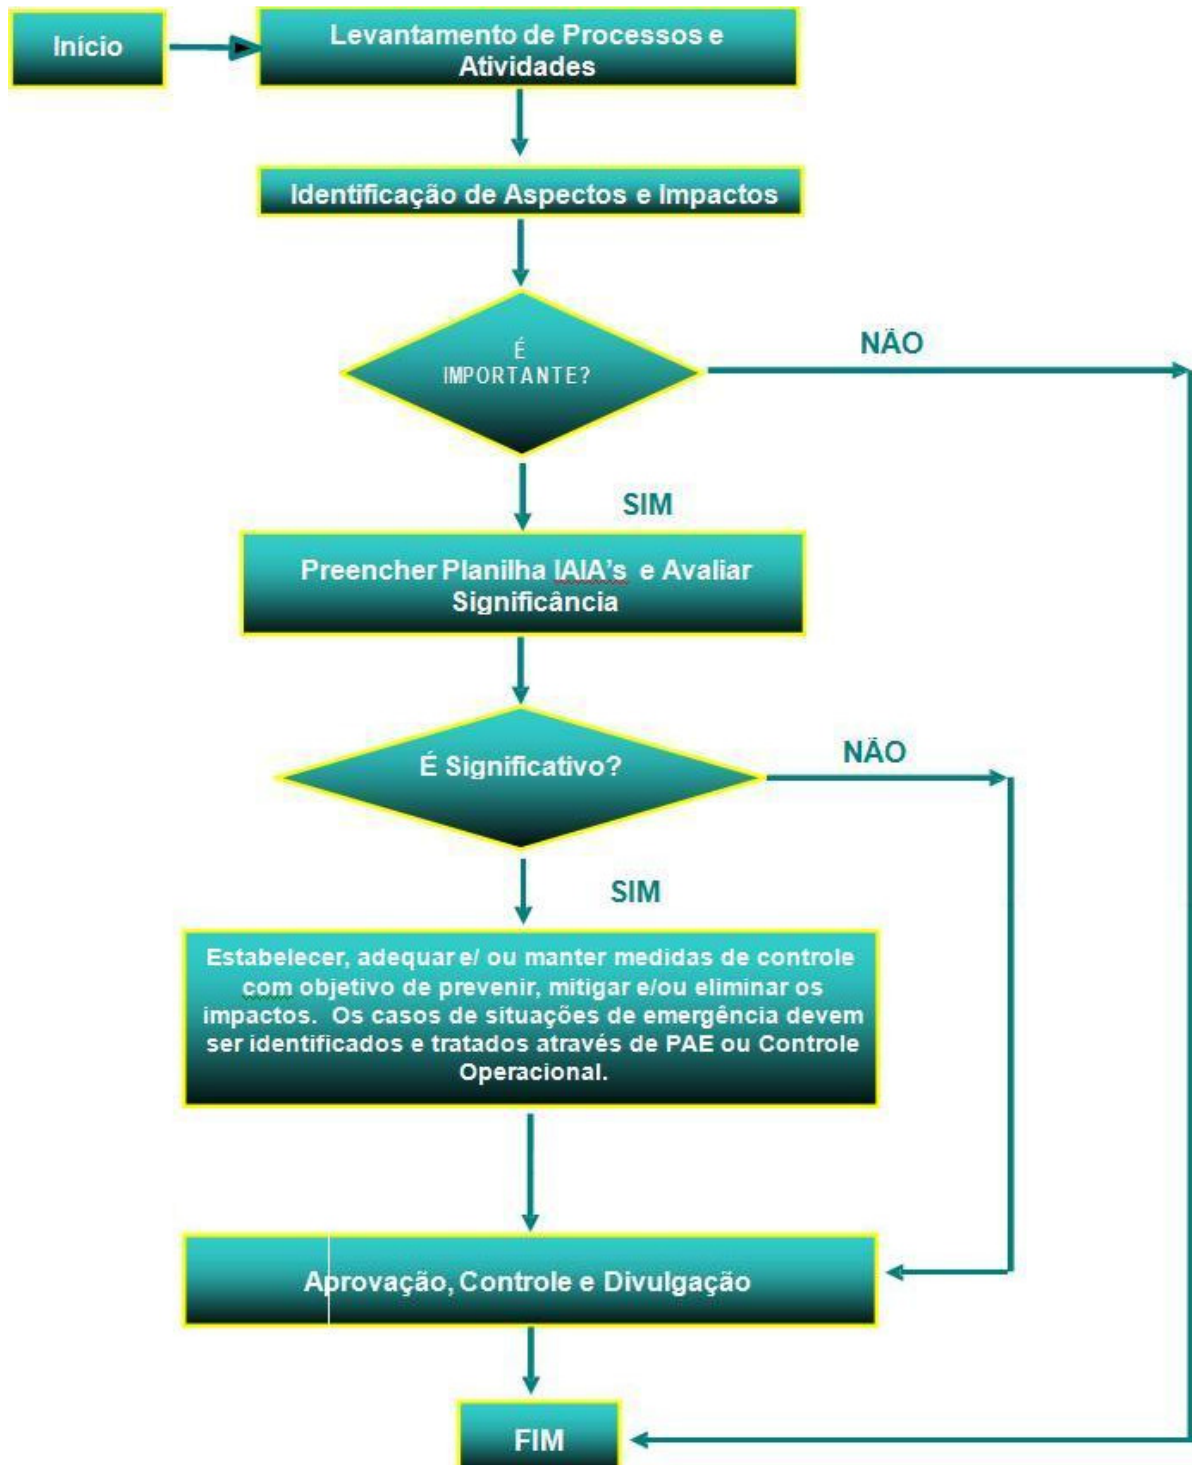 Início
Levantamento de Processos e
Atividades
Identificação de Aspectos e Impactos
É
IMPORTANTE?
NÃO
SIM
Preencher Planilha IAIA's e Avaliar
Significância
É Significativo?
NÃO
SIM
Estabelecer, adequar e/ ou manter medidas de controle
com objetivo de prevenir, mitigar e/ou eliminar os
impactos. Os casos de situações de emergência devem
ser identificados e tratados através de PAE ou Controle
Operacional.
Aprovação, Controle e Divulgação
FIM